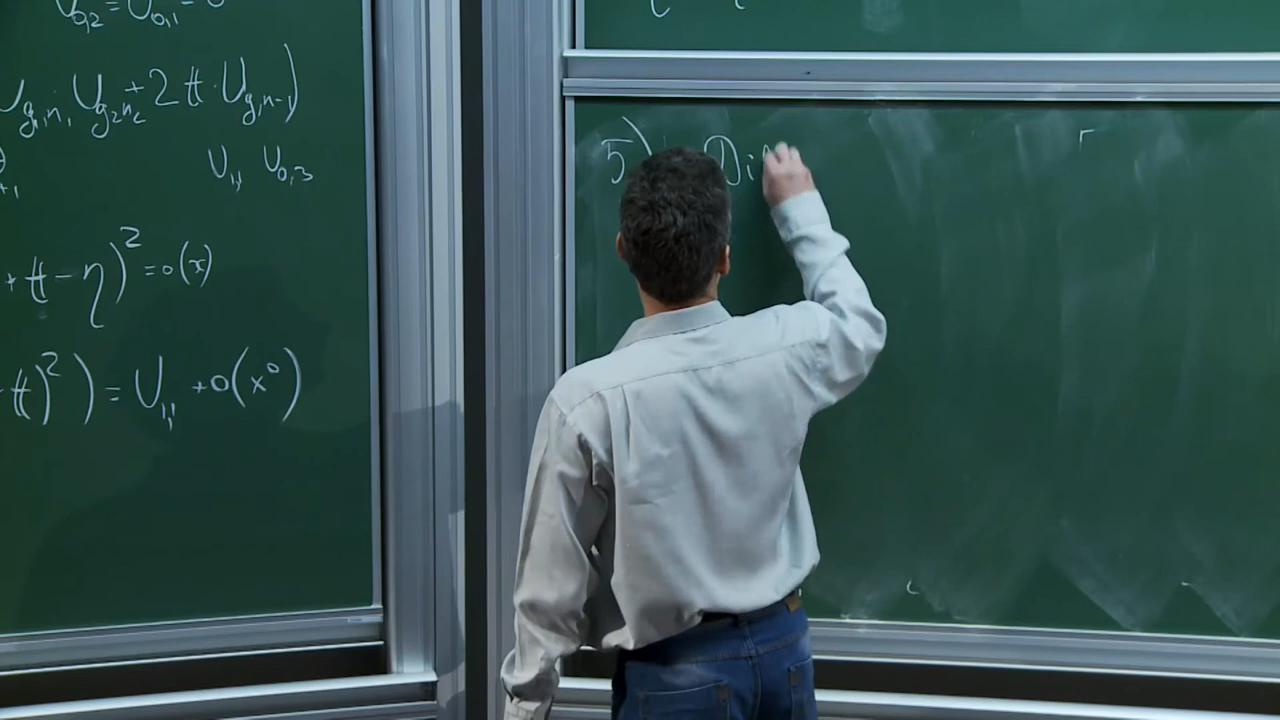 U_{0,2} = U_{0,1} = 0
U_{g_1 n_1} U_{g_2 n_2} + 2 t · U_{g,n-1} )
U_{1,1} U_{0,3}
+ t - η )^2 = o(x)
t)^2 ) = U_{1,1} + o(x^0)
5) Di